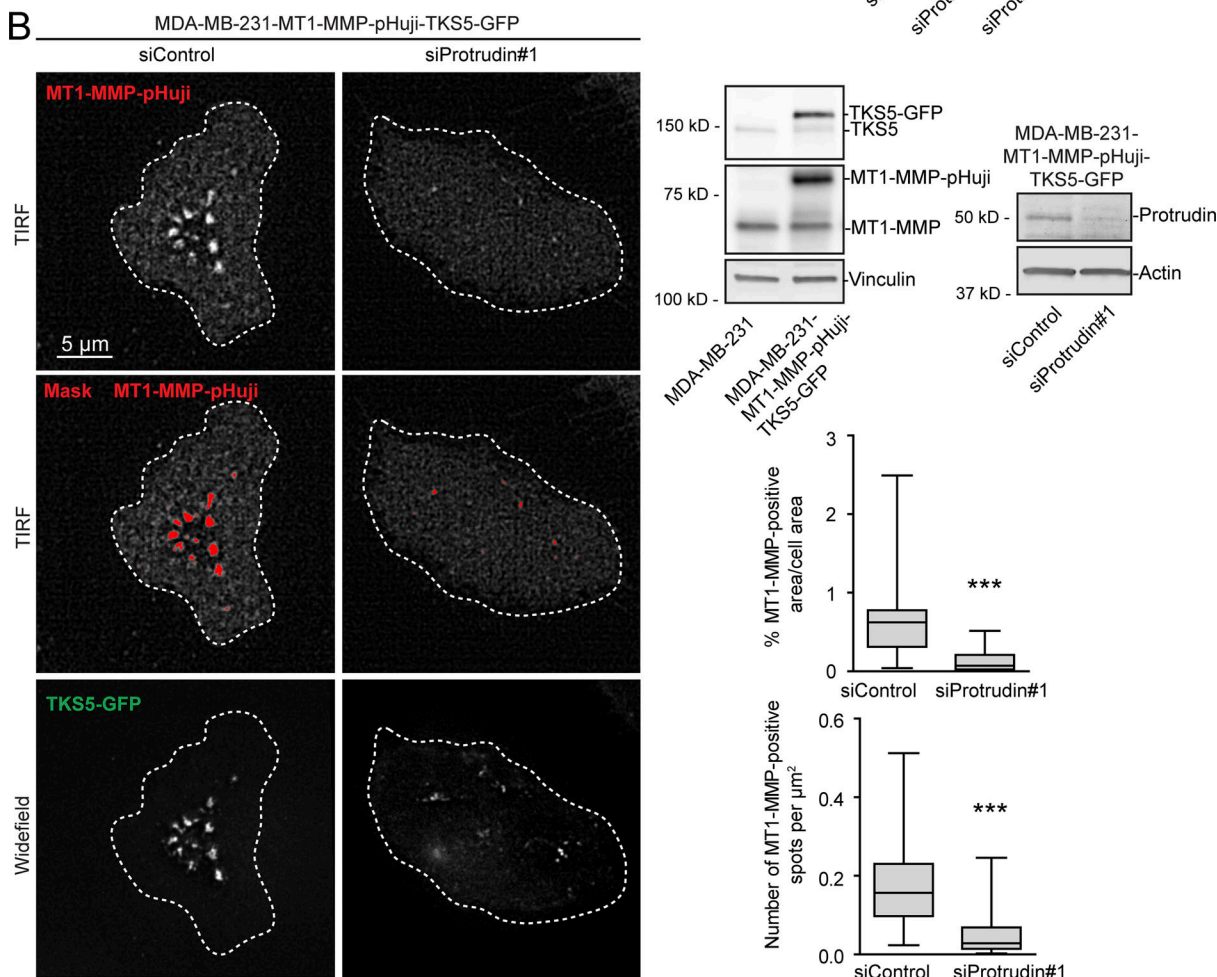 B
MDA-MB-231-MT1-MMP-pHuji-TKS5-GFP
siControl
siProtrudin#1
TIRF
MT1-MMP-pHuji
5 µm
TIRF
Mask MT1-MMP-pHuji
Widefield
TKS5-GFP
150 kD -
-TKS5-GFP
-TKS5
75 kD -
-MT1-MMP-pHuji
-MT1-MMP
100 kD -
-Vinculin
MDA-MB-231
MDA-MB-231-
MT1-MMP-pHuji-
TKS5-GFP
MDA-MB-231-
MT1-MMP-pHuji-
TKS5-GFP
50 kD -
-Protrudin
-Actin
37 kD -
siControl
siProtrudin#1
% MT1-MMP-positive
area/cell area
3
2
1
0
***
siControl
siProtrudin#1
Number of MT1-MMP-positive
spots per µm²
0.6
0.4
0.2
0.0
***
siControl
siProtrudin#1